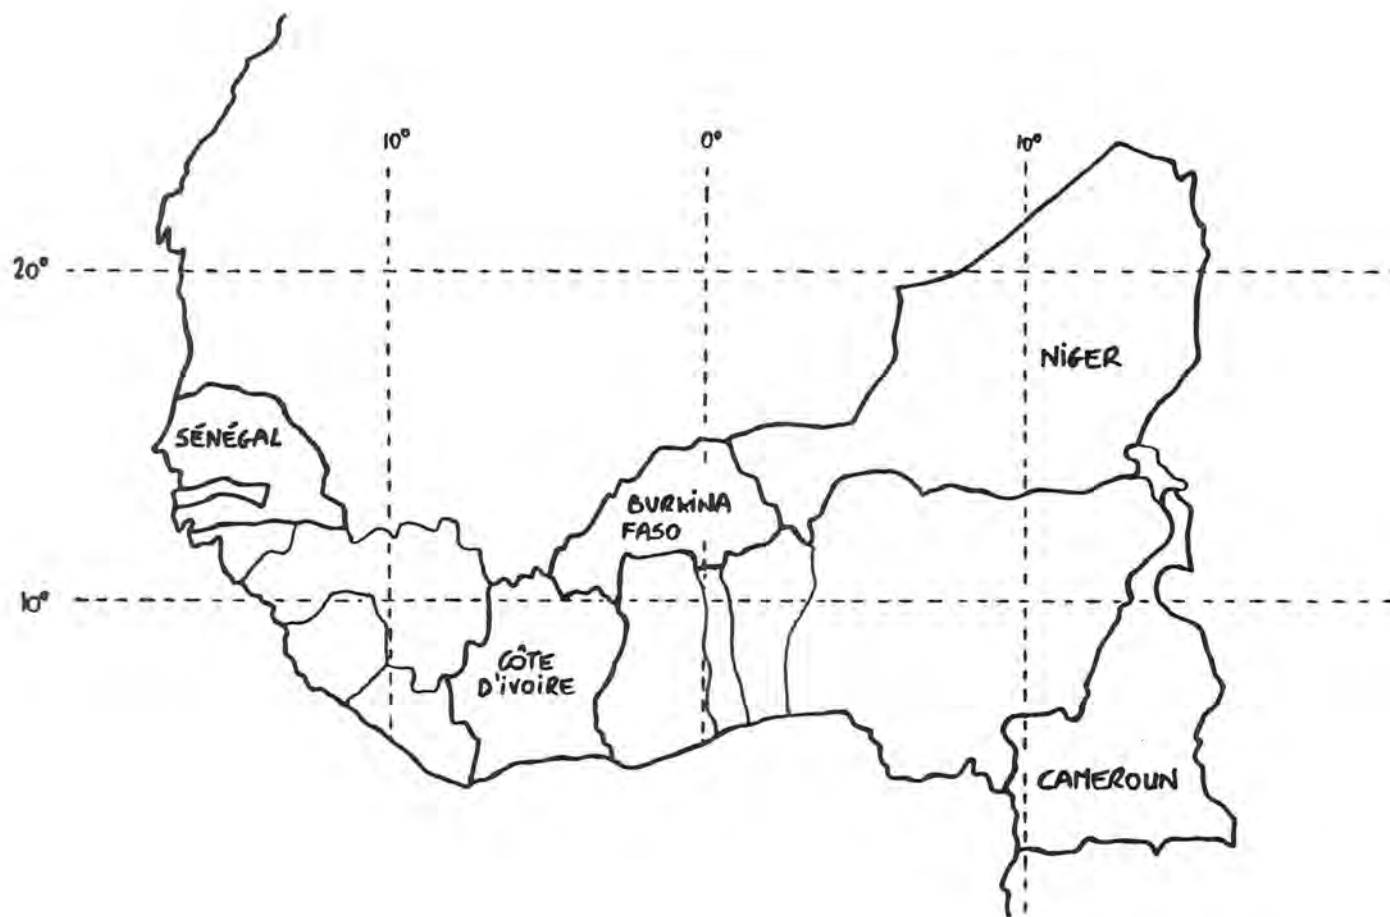 10°
0°
10°
20°
NIGER
SÉNÉGAL
BURKINA
FASO
10°
CÔTE
D'IVOIRE
CAMEROUN